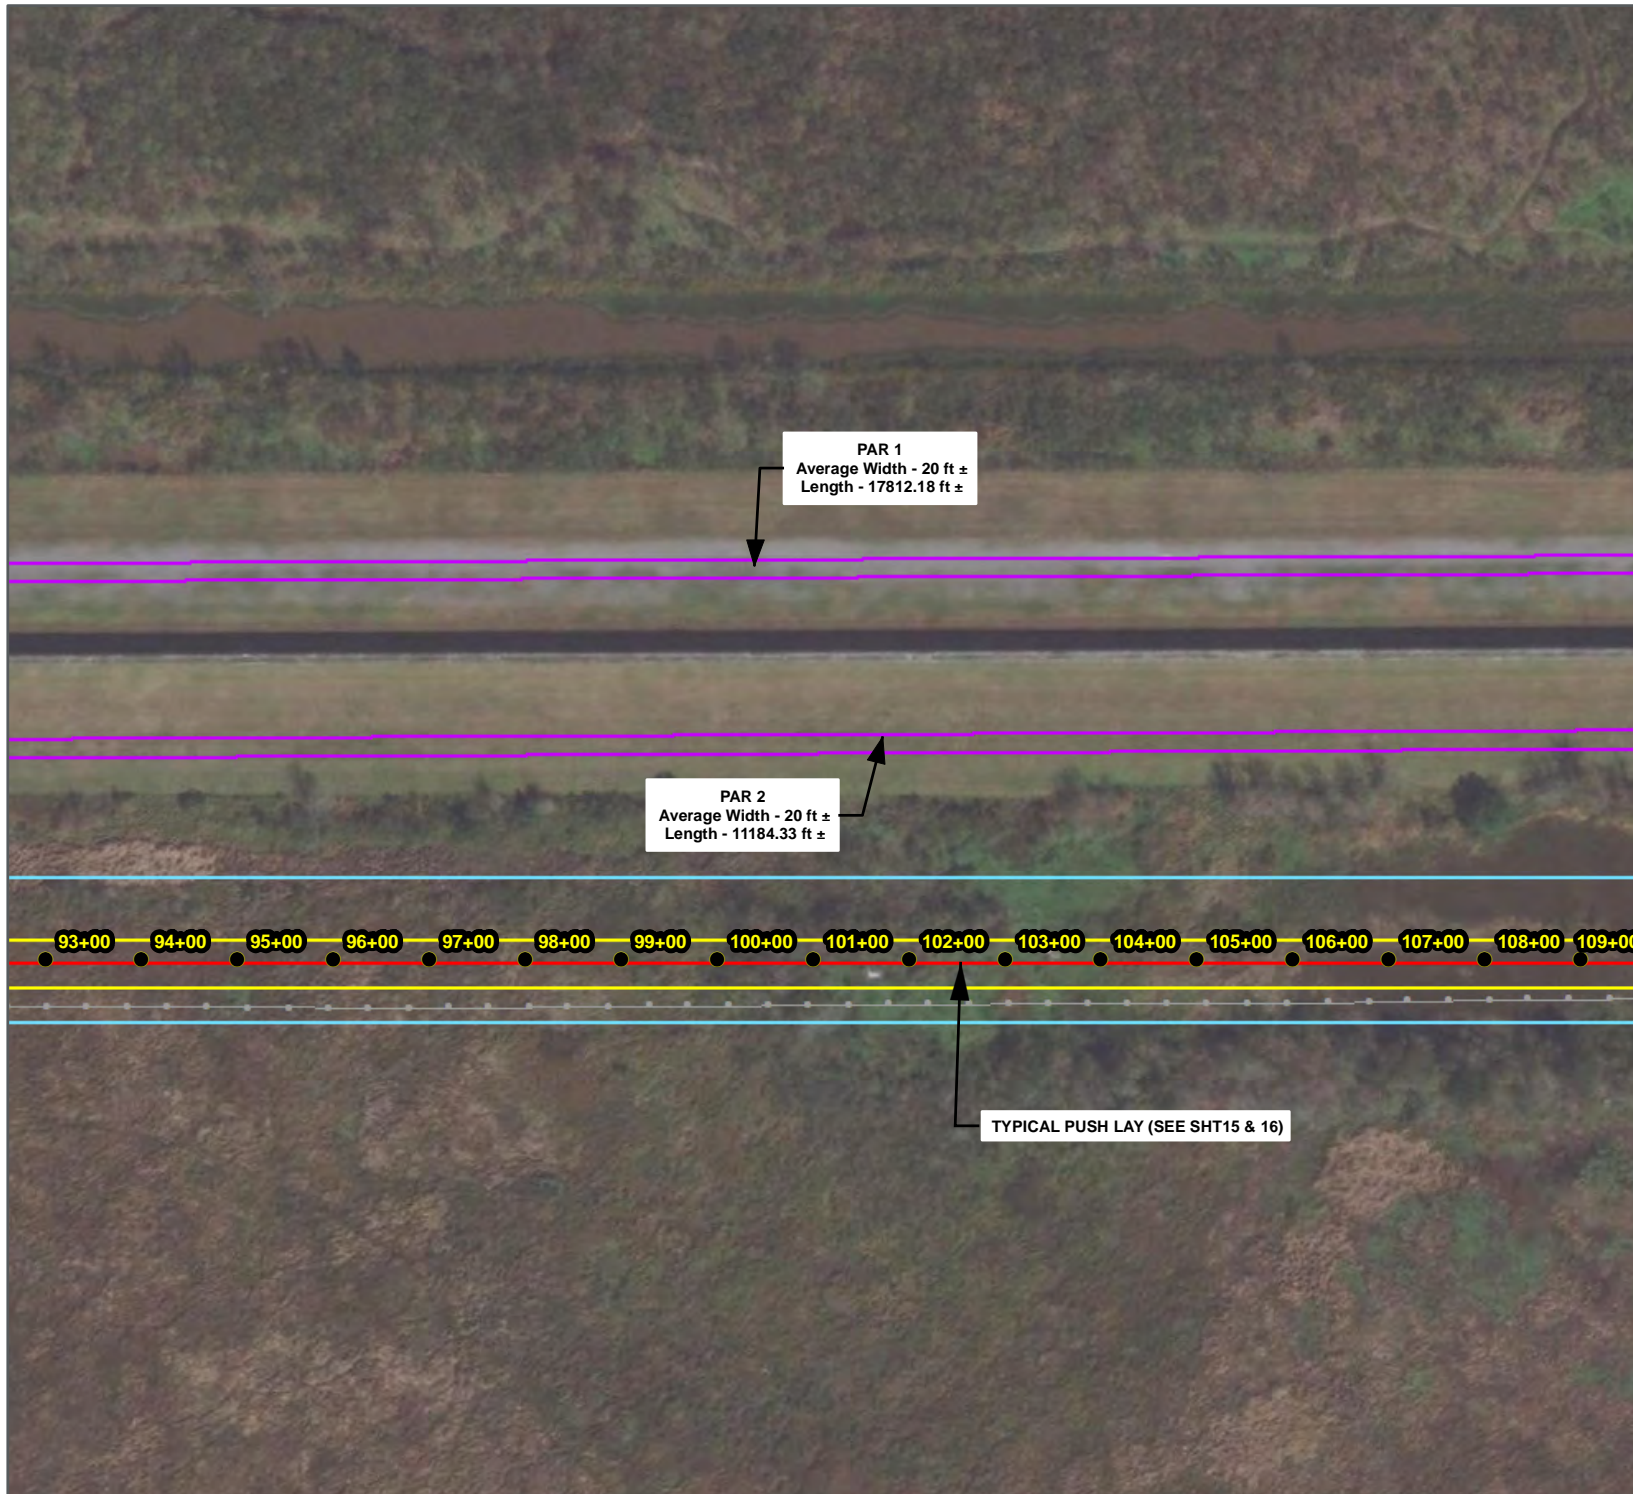 PAR 1
Average Width - 20 ft ±
Length - 17812.18 ft ±
PAR 2
Average Width - 20 ft ±
Length - 11184.33 ft ±
93+00 94+00 95+00 96+00 97+00 98+00 99+00 100+00 101+00 102+00 103+00 104+00 105+00 106+00 107+00 108+00 109+00
TYPICAL PUSH LAY (SEE SHT15 & 16)